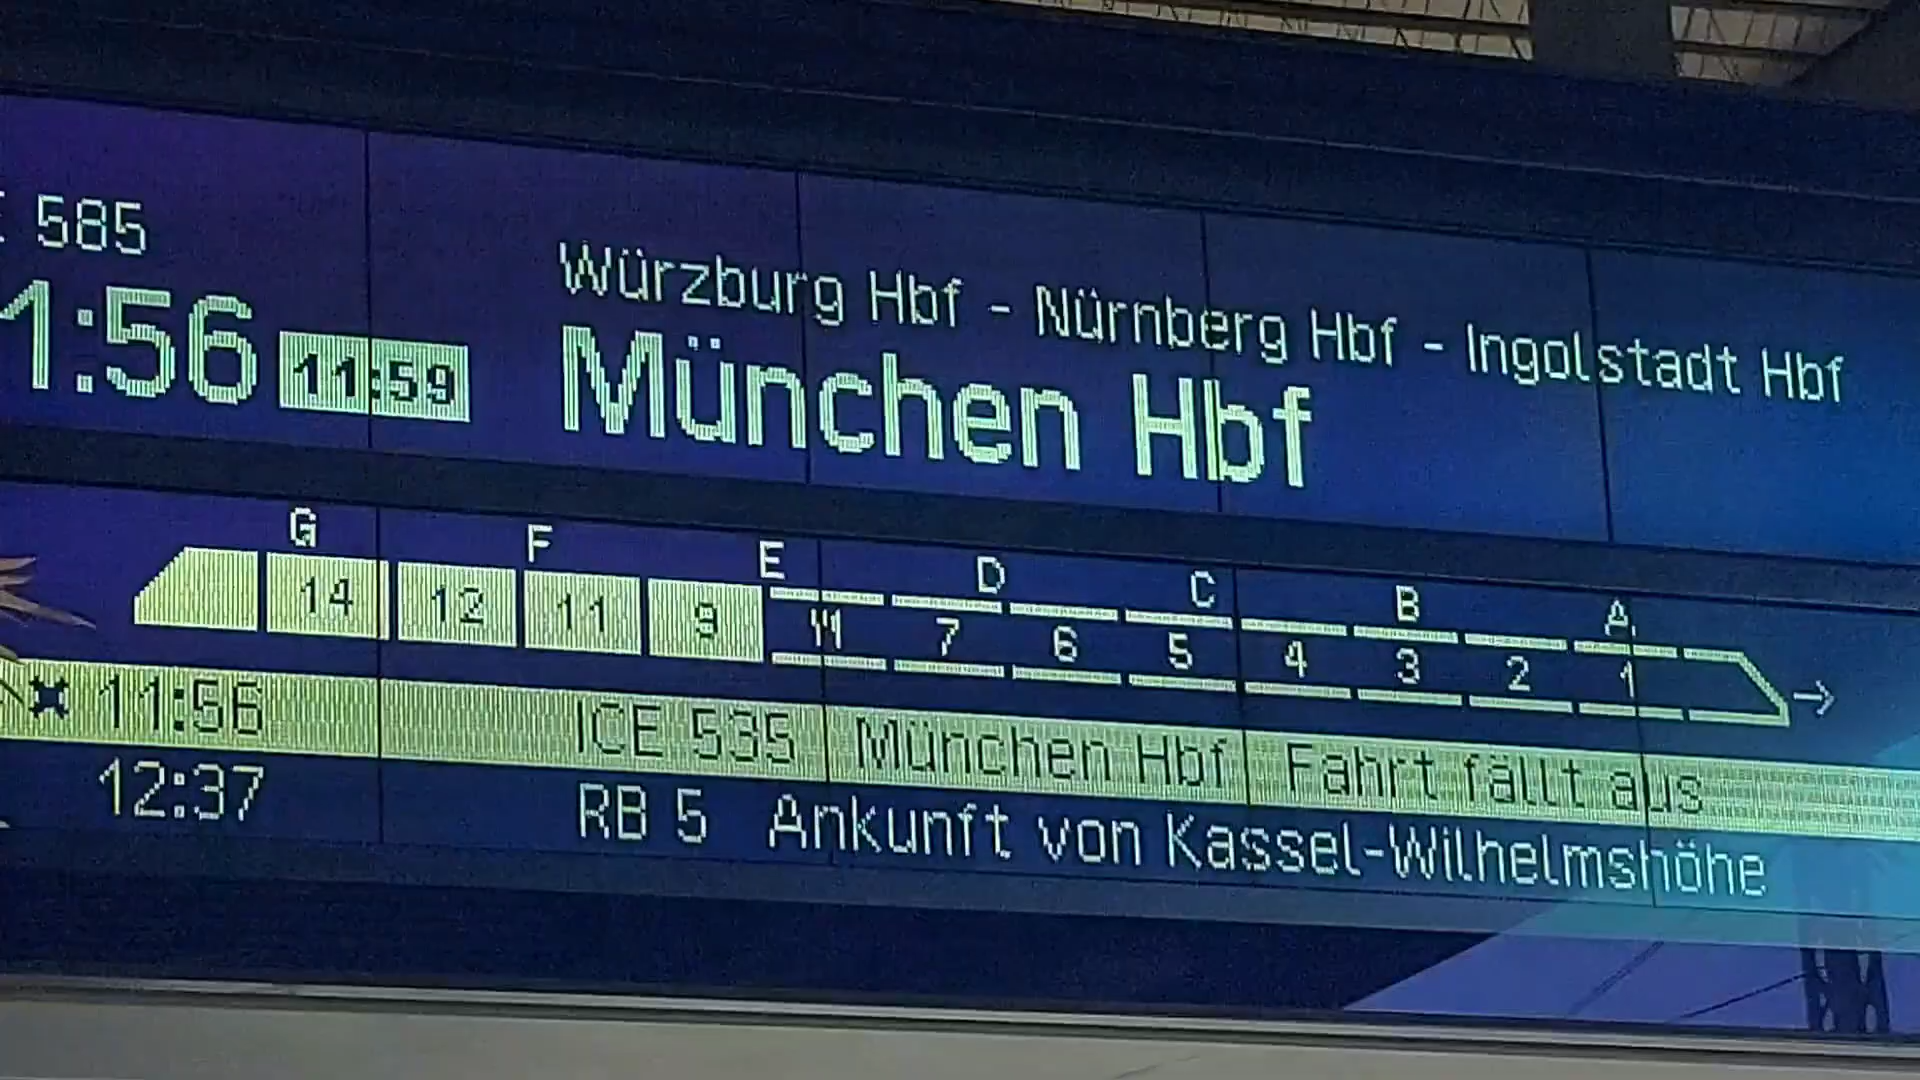 585
Würzburg Hbf - Nürnberg Hbf - Ingolstadt Hbf
1:56 11:59 München Hbf
G F E D C B A
14 12 11 9 7 6 5 4 3 2 1
11:56 ICE 535 München Hbf Fahrt fällt aus
12:37 RB 5 Ankunft von Kassel-Wilhelmshöhe